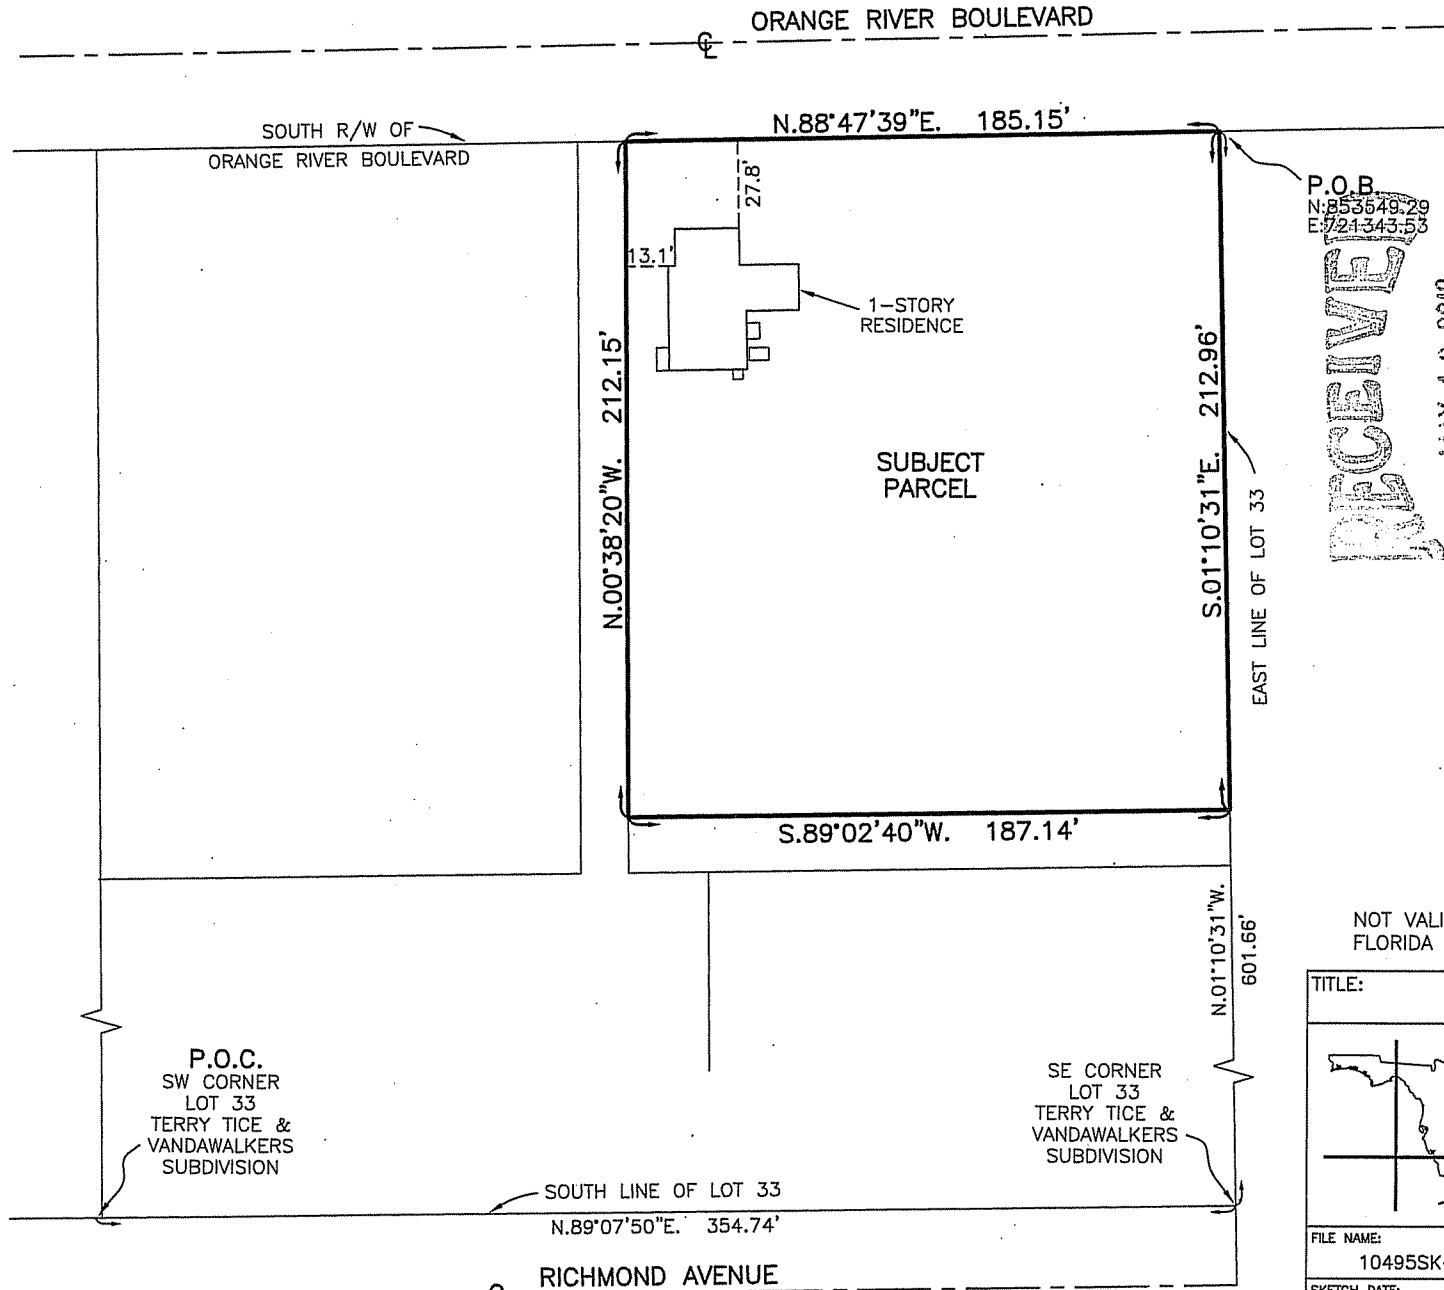 ORANGE RIVER BOULEVARD
℄
N.88°47'39"E. 185.15'
SOUTH R/W OF
ORANGE RIVER BOULEVARD
P.O.B.
N:853549.29
E:721343.53
RECEIVED
27.8'
13.1'
1-STORY
RESIDENCE
N.00°38'20"W. 212.15'
S.01°10'31"E. 212.96'
EAST LINE OF LOT 33
SUBJECT
PARCEL
S.89°02'40"W. 187.14'
N.01°10'31"W.
601.66'
NOT VALI
FLORIDA
TITLE:
P.O.C.
SW CORNER
LOT 33
TERRY TICE &
VANDAWALKERS
SUBDIVISION
SE CORNER
LOT 33
TERRY TICE &
VANDAWALKERS
SUBDIVISION
SOUTH LINE OF LOT 33
N.89°07'50"E. 354.74'
RICHMOND AVENUE
FILE NAME:
10495SK
SKETCH DATE: